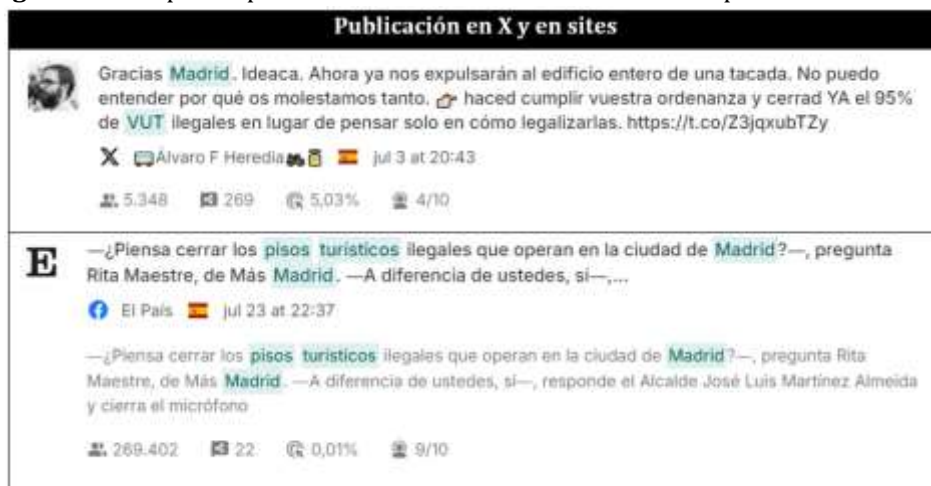 Publicación en X y en sites
Gracias Madrid. Ideaca. Ahora ya nos expulsarán al edificio entero de una tacada. No puedo
entender por qué os molestamos tanto. 👉 haced cumplir vuestra ordenanza y cerrad YA el 95%
de VUT ilegales en lugar de pensar solo en cómo legalizarlas. https://t.co/Z3jqxubTZy
Álvaro F Heredia jul 3 at 20:43
5.348 269 5,03% 4/10
E
—¿Piensa cerrar los pisos turísticos ilegales que operan en la ciudad de Madrid?—, pregunta
Rita Maestre, de Más Madrid. —A diferencia de ustedes, sí—,...
El País jul 23 at 22:37
—¿Piensa cerrar los pisos turísticos ilegales que operan en la ciudad de Madrid?—, pregunta Rita
Maestre, de Más Madrid. —A diferencia de ustedes, sí—, responde el Alcalde José Luis Martínez Almeida
y cierra el micrófono
269.402 22 0,01% 9/10